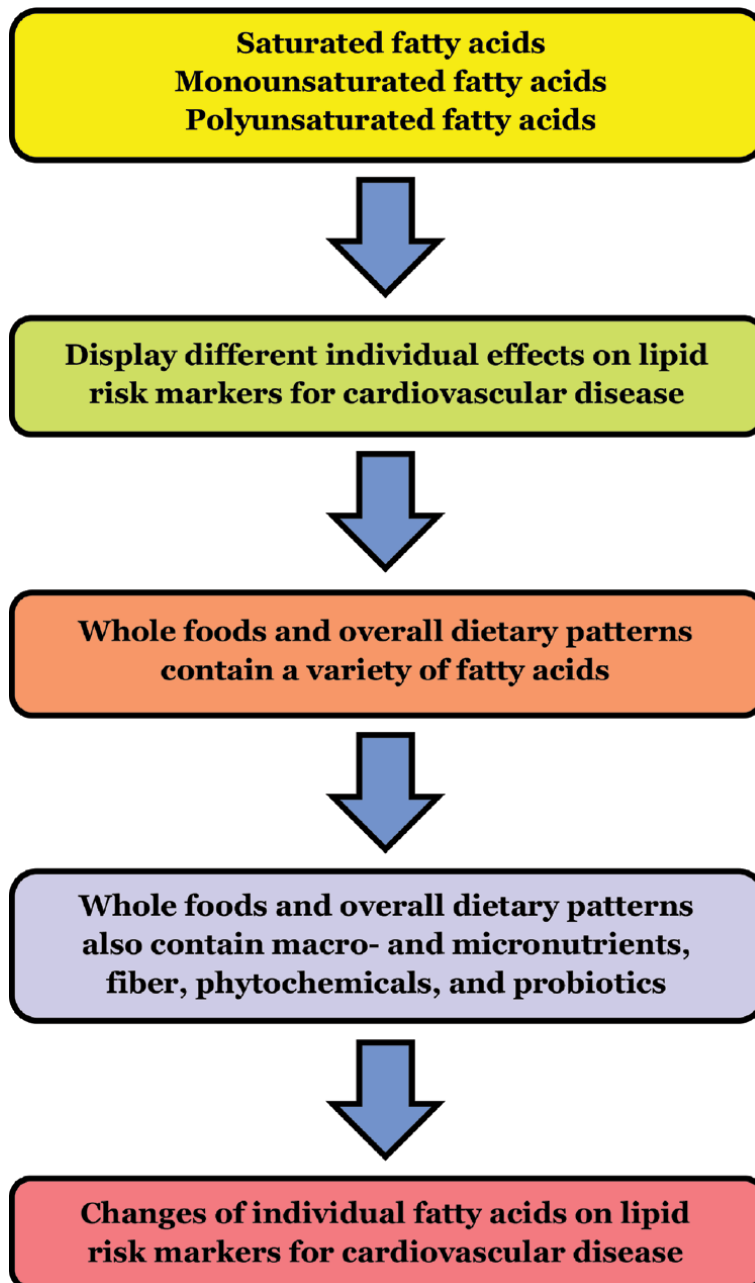 Saturated fatty acids
Monounsaturated fatty acids
Polyunsaturated fatty acids
Display different individual effects on lipid
risk markers for cardiovascular disease
Whole foods and overall dietary patterns
contain a variety of fatty acids
Whole foods and overall dietary patterns
also contain macro- and micronutrients,
fiber, phytochemicals, and probiotics
Changes of individual fatty acids on lipid
risk markers for cardiovascular disease